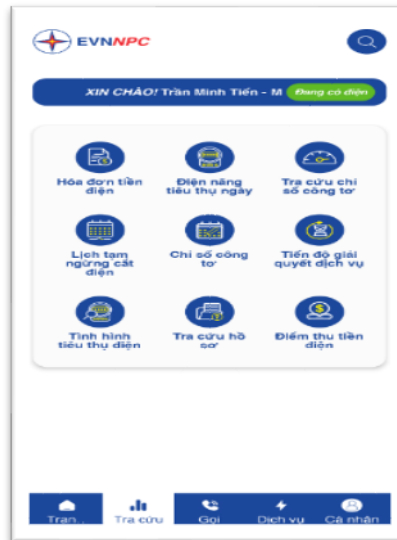 EVNNPC
XIN CHÀO! Trần Minh Tiến - M Đang có điện
Hóa đơn tiền
điện
Điện năng
tiêu thụ ngày
Tra cứu chỉ
số công tơ
Lịch tạm
ngừng cắt
điện
Chỉ số công
tơ
Tiến độ giải
quyết dịch vụ
Tình hình
tiêu thụ điện
Tra cứu hồ
sơ
Điểm thu tiền
điện
Tran..
Tra cứu
Gọi
Dịch vụ
Cá nhân